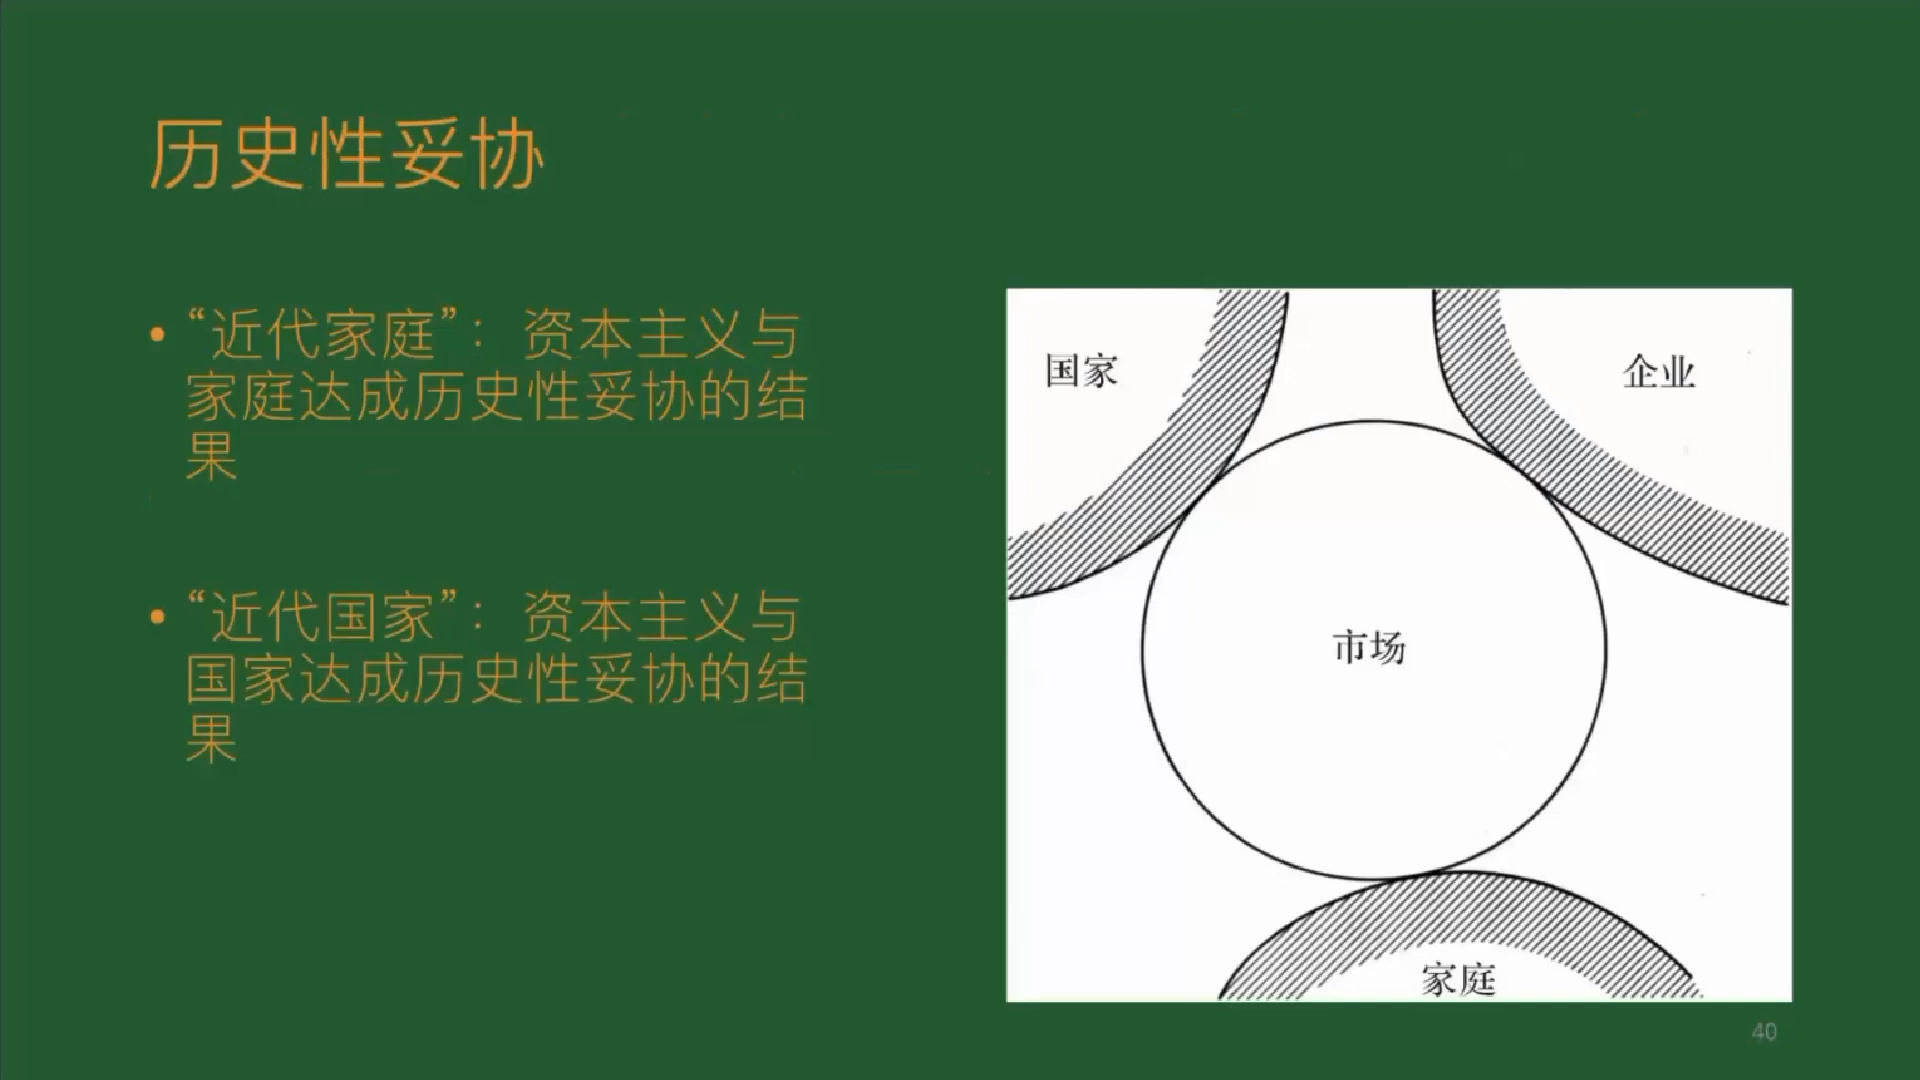 历史性妥协
• “近代家庭”：资本主义与
家庭达成历史性妥协的结
果
• “近代国家”：资本主义与
国家达成历史性妥协的结
果
国家
企业
市场
家庭
40